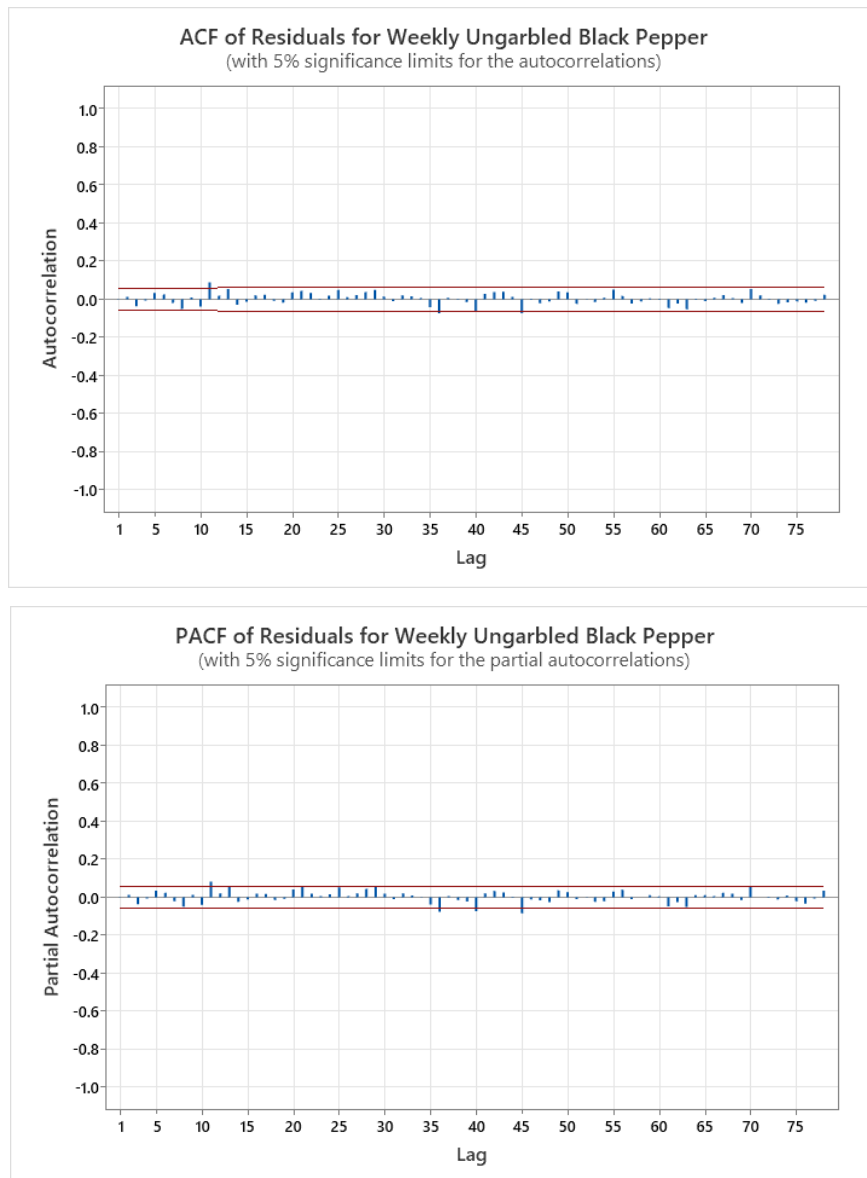 ACF of Residuals for Weekly Ungarbled Black Pepper
(with 5% significance limits for the autocorrelations)
1.0
0.8
0.6
0.4
0.2
0.0
-0.2
-0.4
-0.6
-0.8
-1.0
Autocorrelation
1 5 10 15 20 25 30 35 40 45 50 55 60 65 70 75
Lag
PACF of Residuals for Weekly Ungarbled Black Pepper
(with 5% significance limits for the partial autocorrelations)
1.0
0.8
0.6
0.4
0.2
0.0
-0.2
-0.4
-0.6
-0.8
-1.0
Partial Autocorrelation
1 5 10 15 20 25 30 35 40 45 50 55 60 65 70 75
Lag